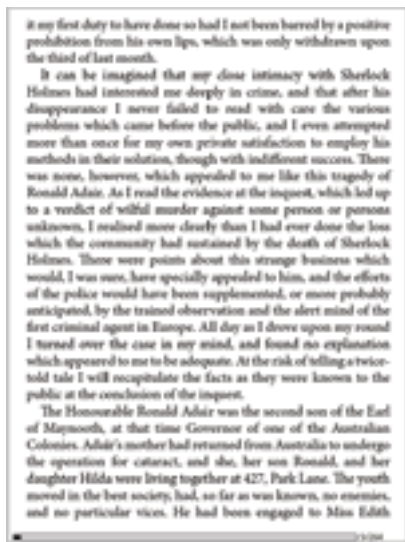 it my first duty to have done so had I not been barred by a positive
prohibition from his own lips, which was only withdrawn upon
the third of last month.
It can be imagined that my close intimacy with Sherlock
Holmes had interested me deeply in crime, and that after his
disappearance I never failed to read with care the various
problems which came before the public, and I even attempted
more than once for my own private satisfaction to employ his
methods in their solution, though with indifferent success. There
was none, however, which appealed to me like this tragedy of
Ronald Adair. As I read the evidence at the inquest, which led up
to a verdict of wilful murder against some person or persons
unknown, I realised more clearly than I had ever done the loss
which the community had sustained by the death of Sherlock
Holmes. There were points about this strange business which
would, I was sure, have specially appealed to him, and the efforts
of the police would have been supplemented, or more probably
anticipated, by the trained observation and the alert mind of the
first criminal agent in Europe. All day as I drove upon my round
I turned over the case in my mind, and found no explanation
which appeared to me to be adequate. At the risk of telling a twice-
told tale I will recapitulate the facts as they were known to the
public at the conclusion of the inquest.
The Honourable Ronald Adair was the second son of the Earl
of Maynooth, at that time Governor of one of the Australian
Colonies. Adair's mother had returned from Australia to undergo
the operation for cataract, and she, her son Ronald, and her
daughter Hilda were living together at 427, Park Lane. The youth
moved in the best society, had, so far as was known, no enemies,
and no particular vices. He had been engaged to Miss Edith